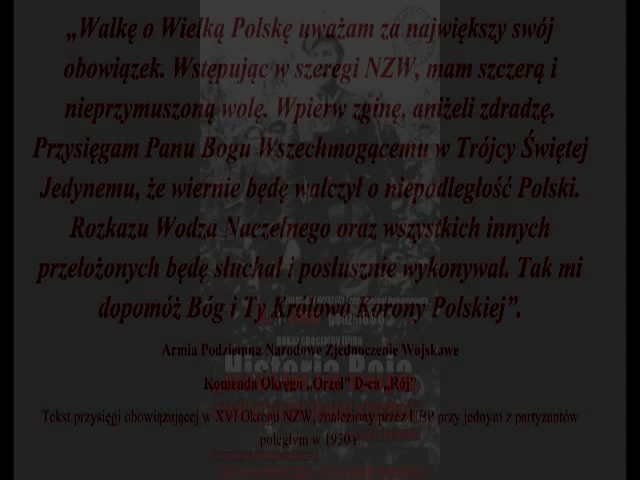 „Walkę o Wielką Polskę uważam za największy swój
obowiązek. Wstępując w szeregi NZW, mam szczerą i
nieprzymuszoną wolę. Wpierw zginę, aniżeli zdradzę.
Przysięgam Panu Bogu Wszechmogącemu w Trójcy Świętej
Jedynemu, że wiernie będę walczył o niepodległość Polski.
Rozkazu Wodza Naczelnego oraz wszystkich innych
przełożonych będę słuchał i posłusznie wykonywał. Tak mi
dopomóż Bóg i Ty Królowo Korony Polskiej”.
Armia Podziemna Narodowe Zjednoczenie Wojskowe
Historia Roja
Komenda Okręgu „Orzeł" D-ca „Rój"
Tekst przysięgi obowiązującej w XVI Okręgu NZW, znaleziony przez UBP przy jednym z partyzantów
poległym w 1950 r.